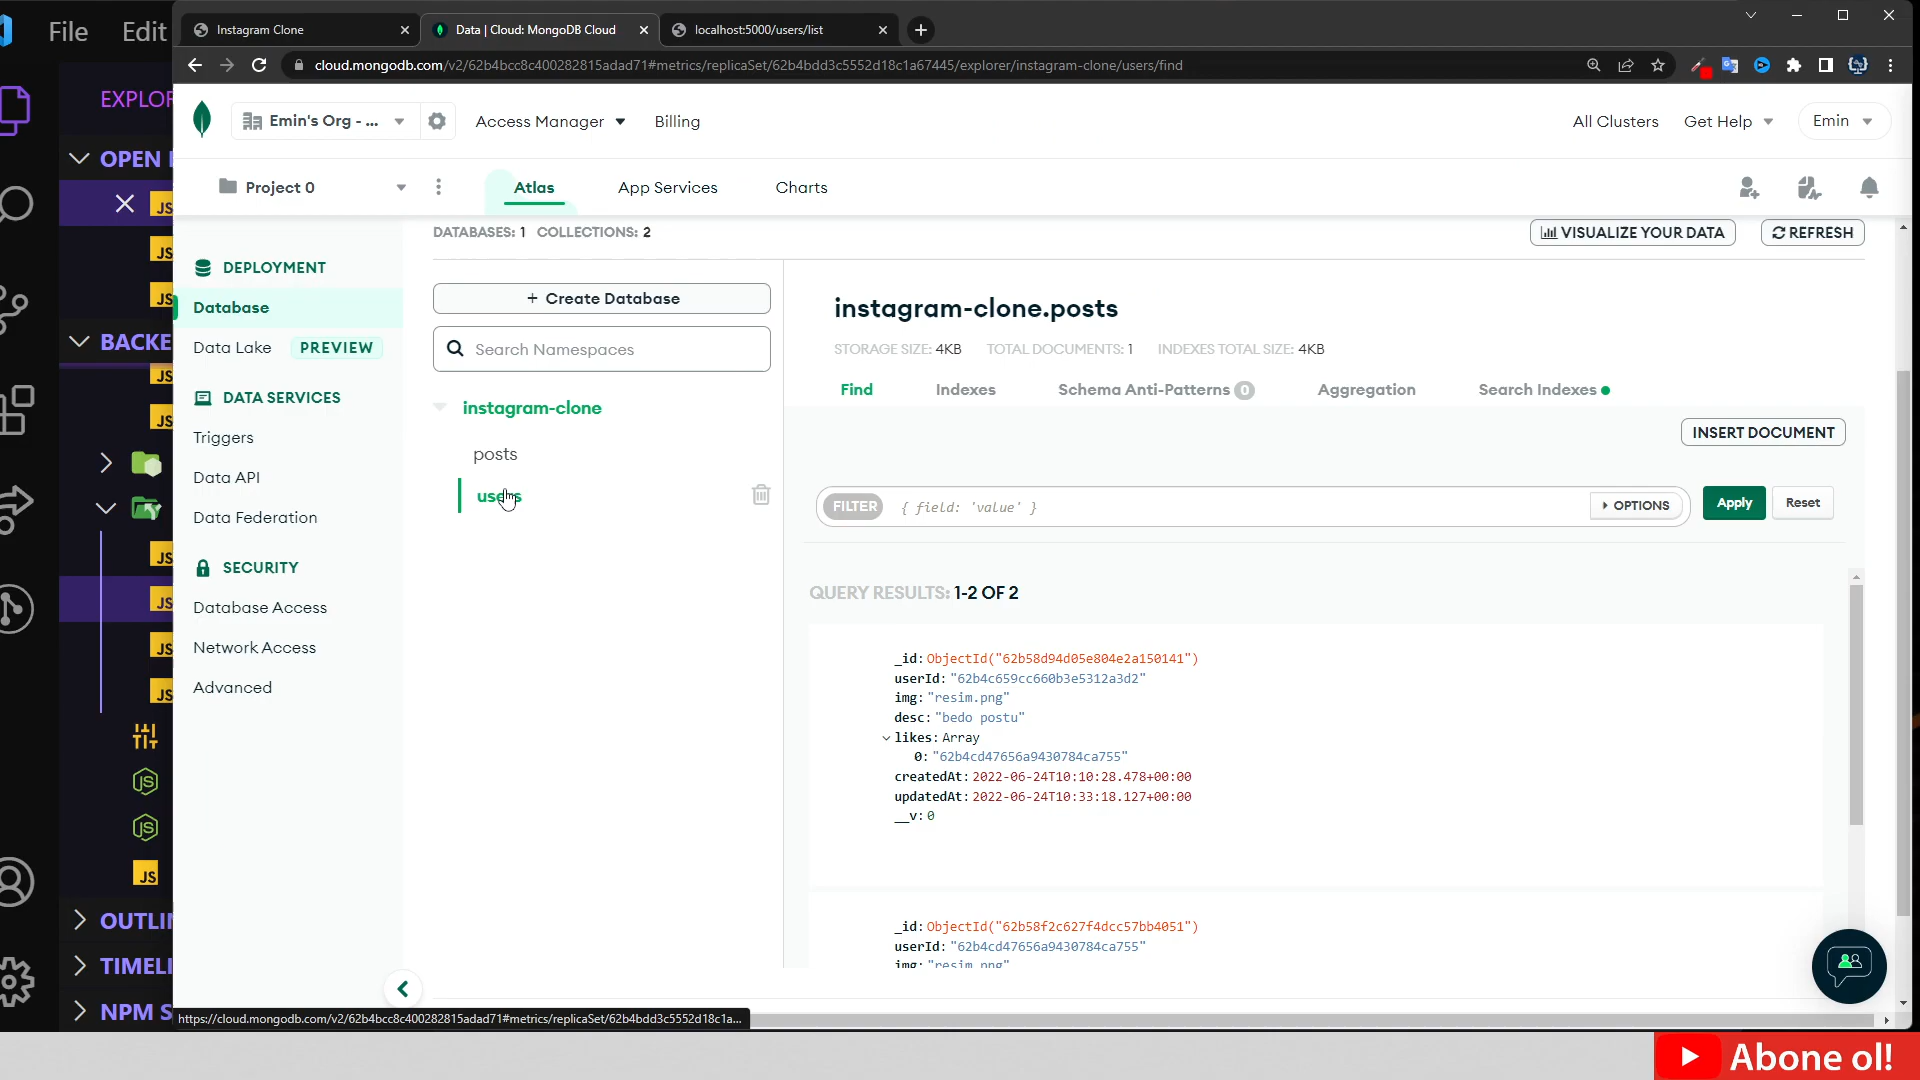 File Edit
Instagram Clone
Data | Cloud: MongoDB Cloud
localhost:5000/users/list
cloud.mongodb.com/v2/62b4bcc8c400282815adad71#metrics/replicaSet/62b4bdd3c5552d18c1a67445/explorer/instagram-clone/users/find
EXPLOR
OPEN
BACKE
OUTLI
TIMELI
NPM S
Emin's Org - ...
Access Manager
Billing
All Clusters
Get Help
Emin
Project 0
Atlas
App Services
Charts
DEPLOYMENT
Database
Data Lake PREVIEW
DATA SERVICES
Triggers
Data API
Data Federation
SECURITY
Database Access
Network Access
Advanced
DATABASES: 1 COLLECTIONS: 2
VISUALIZE YOUR DATA
REFRESH
+ Create Database
Search Namespaces
instagram-clone
posts
users
instagram-clone.posts
STORAGE SIZE: 4KB TOTAL DOCUMENTS: 1 INDEXES TOTAL SIZE: 4KB
Find Indexes Schema Anti-Patterns 0 Aggregation Search Indexes
INSERT DOCUMENT
FILTER { field: 'value' } OPTIONS Apply Reset
QUERY RESULTS: 1-2 OF 2
_id: ObjectId("62b58d94d05e804e2a150141")
userId: "62b4c659cc660b3e5312a3d2"
img: "resim.png"
desc: "bedo postu"
likes: Array
0: "62b4cd47656a9430784ca755"
createdAt: 2022-06-24T10:10:28.478+00:00
updatedAt: 2022-06-24T10:33:18.127+00:00
__v: 0
_id: ObjectId("62b58f2c627f4dcc57bb4051")
userId: "62b4cd47656a9430784ca755"
img: "resim.png"
https://cloud.mongodb.com/v2/62b4bcc8c400282815adad71#metrics/replicaSet/62b4bdd3c5552d18c1a...
Abone ol!